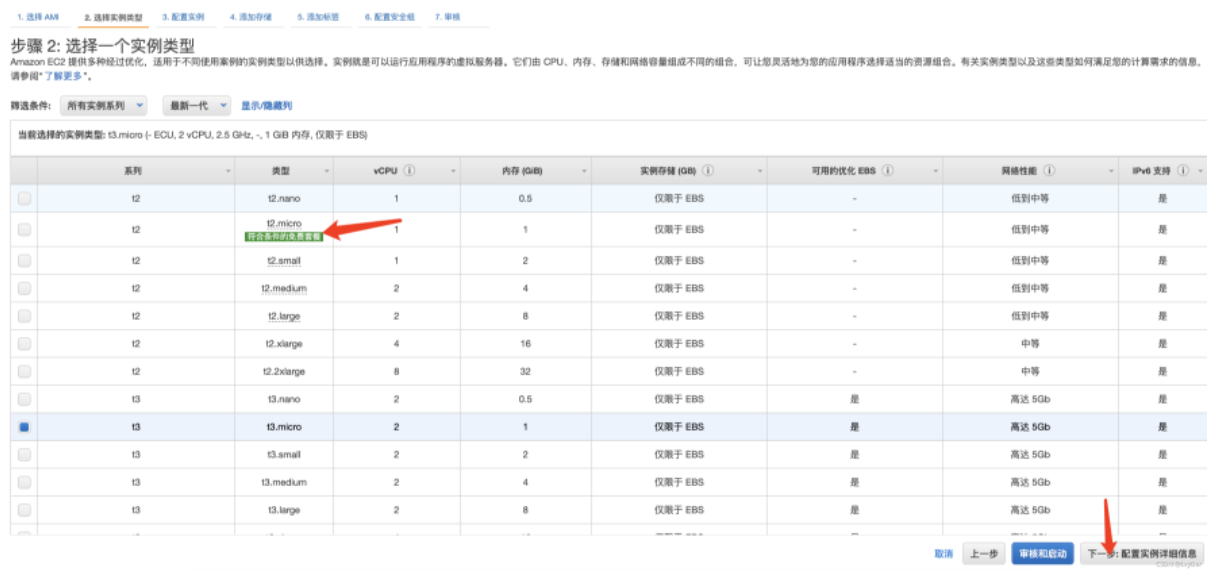 1. 选择 AMI 2. 选择实例类型 3. 配置实例 4. 添加存储 5. 添加标签 6. 配置安全组 7. 审核
步骤 2: 选择一个实例类型
Amazon EC2 提供多种经过优化，适用于不同使用案例的实例类型以供选择。实例就是可以运行应用程序的虚拟服务器。它们由 CPU、内存、存储和网络容量组成不同的组合，可让您灵活地为您的应用程序选择适当的资源组合。有关实例类型以及这些类型如何满足您的计算需求的信息，
请参阅“了解更多”。
筛选条件: 所有实例系列 最新一代 显示/隐藏列
当前选择的实例类型: t3.micro (- ECU, 2 vCPU, 2.5 GHz, -, 1 GiB 内存, 仅限于 EBS)
系列 类型 vCPU 内存 (GiB) 实例存储 (GB) 可用的优化 EBS 网络性能 IPv6 支持
t2 t2.nano 1 0.5 仅限于 EBS - 低到中等 是
t2 t2.micro 1 1 仅限于 EBS - 低到中等 是
符合条件的免费套餐
t2 t2.small 1 2 仅限于 EBS - 低到中等 是
t2 t2.medium 2 4 仅限于 EBS - 低到中等 是
t2 t2.large 2 8 仅限于 EBS - 低到中等 是
t2 t2.xlarge 4 16 仅限于 EBS - 中等 是
t2 t2.2xlarge 8 32 仅限于 EBS - 中等 是
t3 t3.nano 2 0.5 仅限于 EBS 是 高达 5Gb 是
t3 t3.micro 2 1 仅限于 EBS 是 高达 5Gb 是
t3 t3.small 2 2 仅限于 EBS 是 高达 5Gb 是
t3 t3.medium 2 4 仅限于 EBS 是 高达 5Gb 是
t3 t3.large 2 8 仅限于 EBS 是 高达 5Gb 是
取消 上一步 审核和启动 下一步: 配置实例详细信息